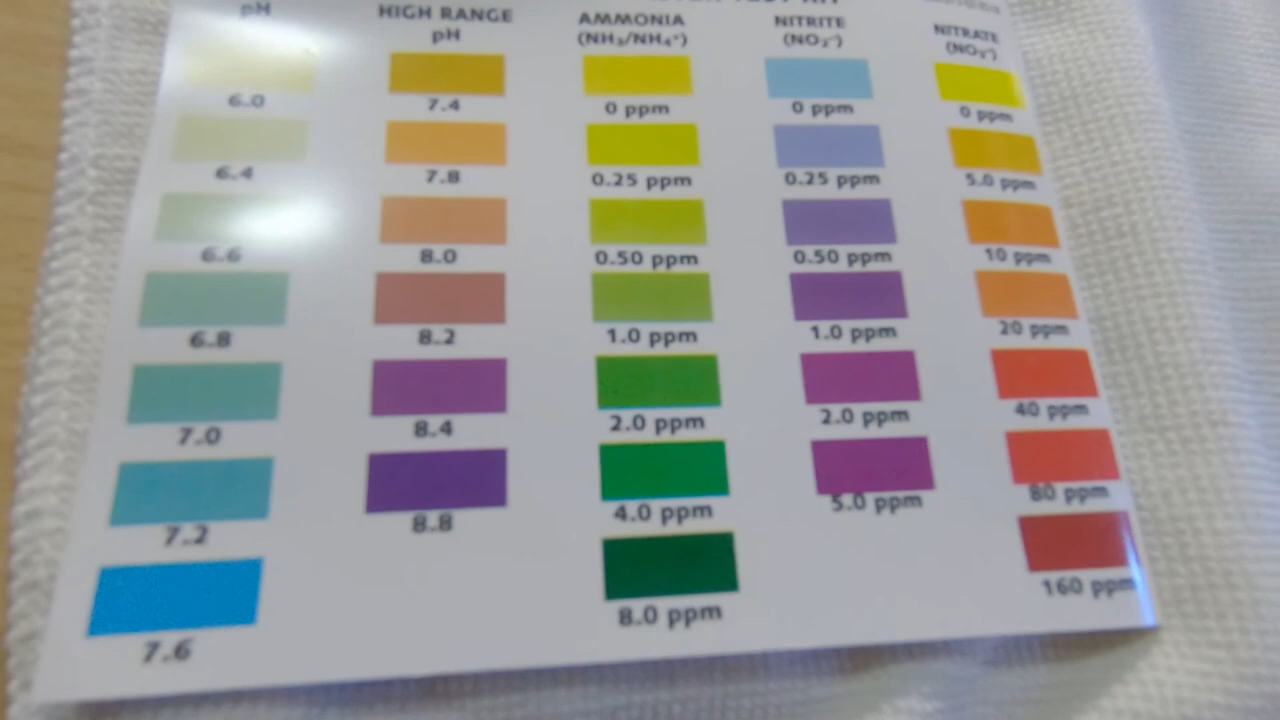 pH HIGH RANGE pH AMMONIA (NH3/NH4+) NITRITE (NO2-) NITRATE (NO3-)
6.0 7.4 0 ppm 0 ppm 0 ppm
6.4 7.8 0.25 ppm 0.25 ppm 5.0 ppm
6.6 8.0 0.50 ppm 0.50 ppm 10 ppm
6.8 8.2 1.0 ppm 1.0 ppm 20 ppm
7.0 8.4 2.0 ppm 2.0 ppm 40 ppm
7.2 8.8 4.0 ppm 5.0 ppm 80 ppm
7.6 8.0 ppm 160 ppm